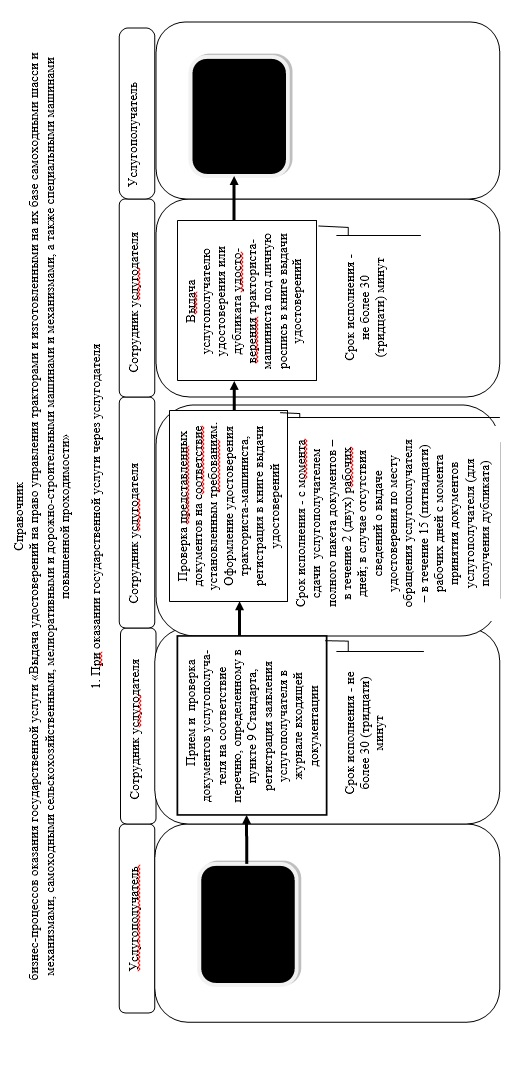 Справочник
бизнес-процессов оказания государственной услуги «Выдача удостоверений на право управления тракторами и изготовленными на их базе самоходными шасси и
механизмами, самоходными сельскохозяйственными, мелиоративными и дорожно-строительными машинами и механизмами, а также специальными машинами
повышенной проходимости»
1. При оказании государственной услуги через услугодателя
Услугополучатель
Сотрудник услугодателя
Прием и проверка
документов услугополуча-
теля на соответствие
перечню, определенному в
пункте 9 Стандарта,
регистрация заявления
услугополучателя в
журнале входящей
документации
Срок исполнения - не
более 30 (тридцати)
минут
Сотрудник услугодателя
Проверка представленных
документов на соответствие
установленным требованиям.
Оформление удостоверения
тракториста-машиниста,
регистрация в книге выдачи
удостоверений
Срок исполнения - с момента
сдачи услугополучателем
полного пакета документов –
в течение 2 (двух) рабочих
дней, в случае отсутствия
сведений о выдаче
удостоверения по месту
обращения услугополучателя
– в течение 15 (пятнадцати)
рабочих дней с момента
принятия документов
услугополучателя (для
получения дубликата)
Сотрудник услугодателя
Выдача
услугополучателю
удостоверения или
дубликата удосто-
верения тракториста-
машиниста под личную
роспись в книге выдачи
удостоверений
Срок исполнения -
не более 30
(тридцати) минут
Услугополучатель